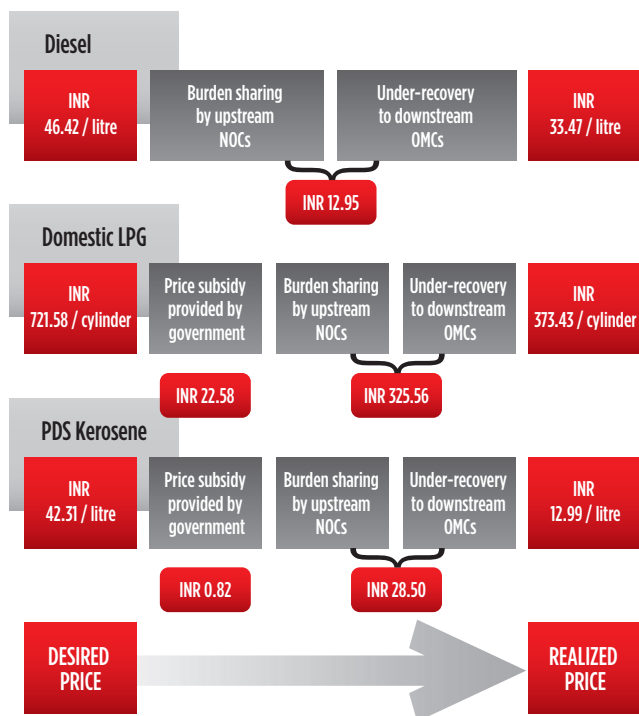 Diesel
INR
46.42 / litre
Burden sharing
by upstream
NOCs
Under-recovery
to downstream
OMCs
INR
33.47 / litre
INR 12.95
Domestic LPG
INR
721.58 / cylinder
Price subsidy
provided by
government
Burden sharing
by upstream
NOCs
Under-recovery
to downstream
OMCs
INR
373.43 / cylinder
INR 22.58
INR 325.56
PDS Kerosene
INR
42.31 / litre
Price subsidy
provided by
government
Burden sharing
by upstream
NOCs
Under-recovery
to downstream
OMCs
INR
12.99 / litre
INR 0.82
INR 28.50
DESIRED
PRICE
REALIZED
PRICE